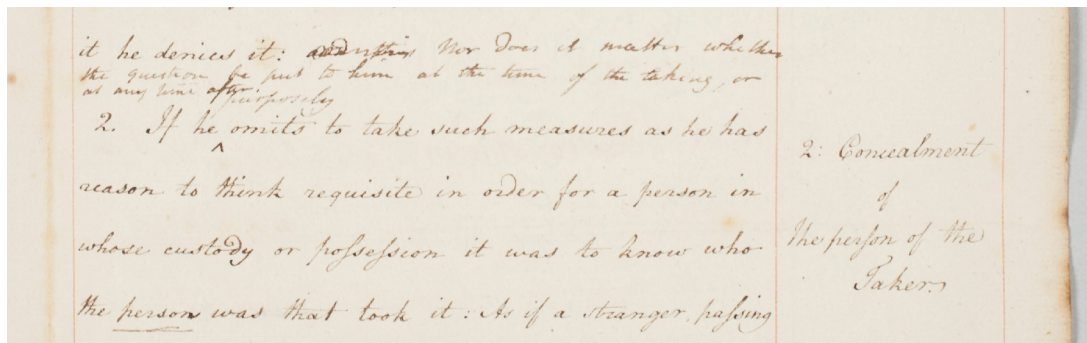 it he denies it: Nor does it matter whether
the question be put to him at the time of the taking, or
at any time after.
purposely
2. If he ^ omits to take such measures as he has
reason to think requisite in order for a person in
whose custody or possession it was to know who
the person was that took it: As if a stranger passing
2: Concealment
of
the person of the
Taker.